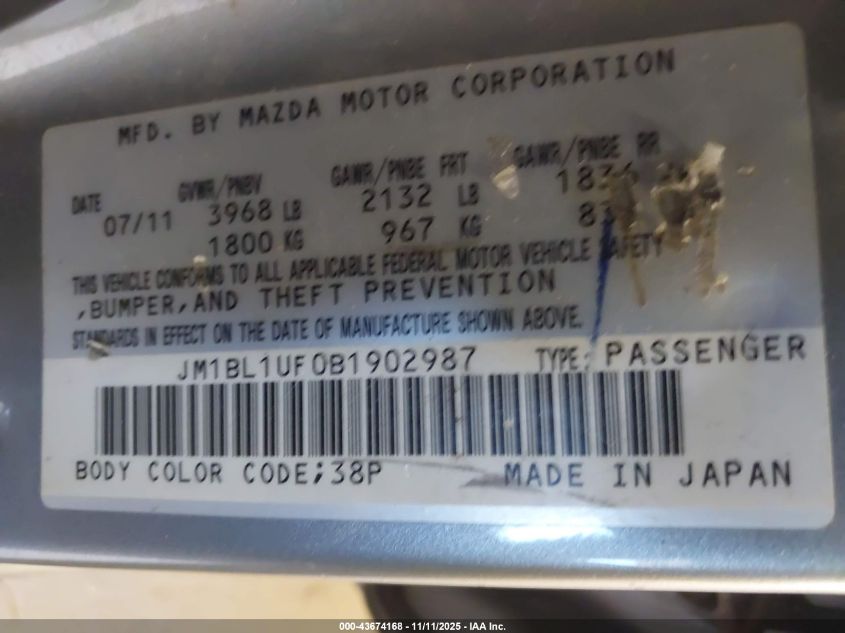 MFD. BY MAZDA MOTOR CORPORATION
GVWR/PNBV GAWR/PNBE FRT GAWR/PNBE RR
DATE 07/11 3968 LB 2132 LB
1800 KG 967 KG
THIS VEHICLE CONFORMS TO ALL APPLICABLE FEDERAL MOTOR VEHICLE SAFETY
,BUMPER,AND THEFT PREVENTION
STANDARDS IN EFFECT ON THE DATE OF MANUFACTURE SHOWN ABOVE.
JM1BL1UF0B1902987 TYPE: PASSENGER
BODY COLOR CODE;38P MADE IN JAPAN
000-43674168 - 11/11/2025 - IAA Inc.